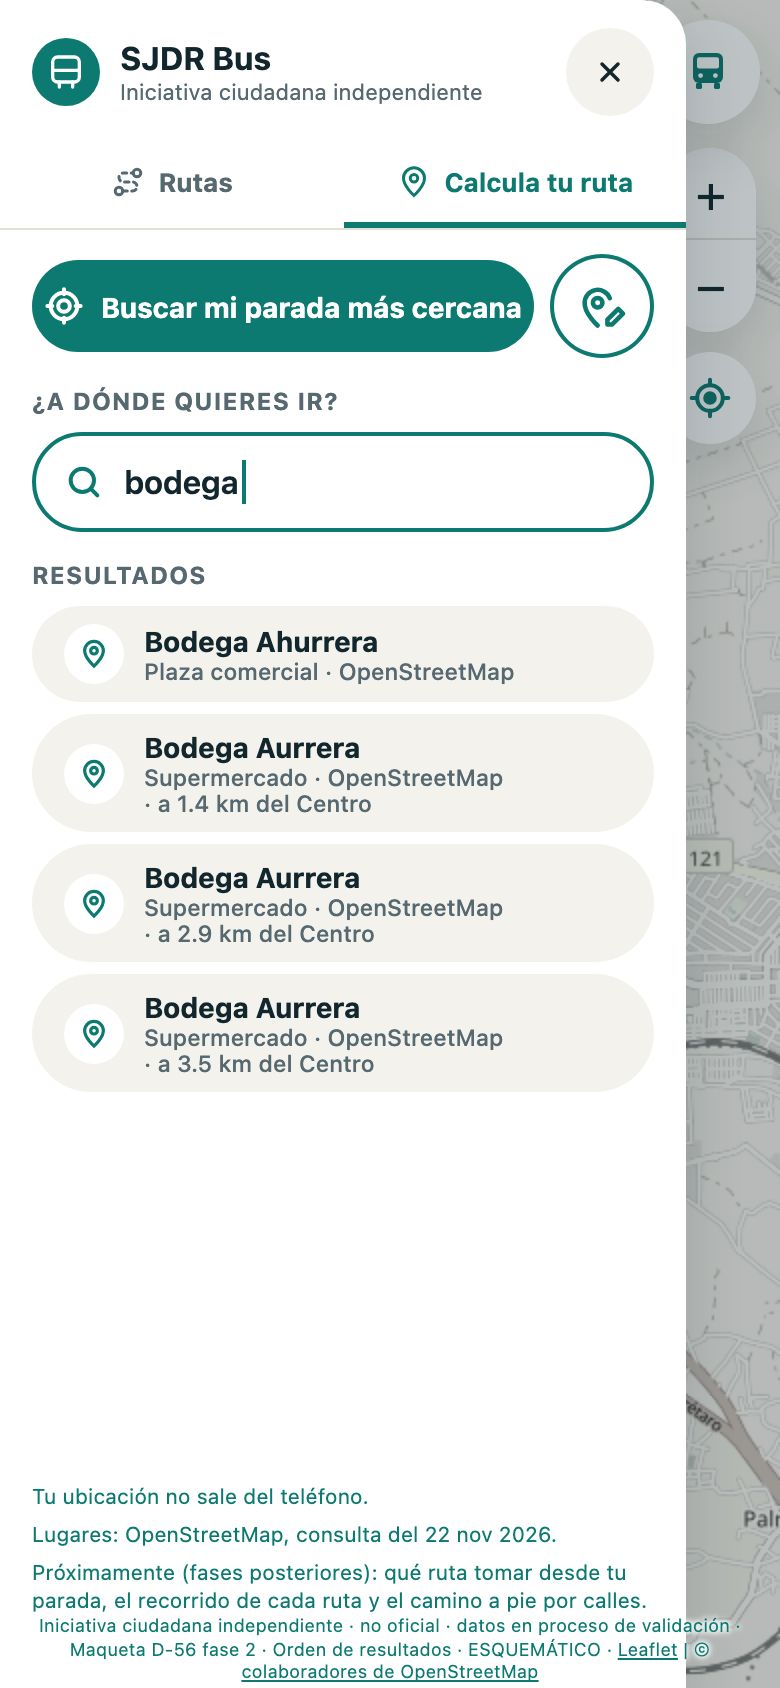 SJDR Bus
Iniciativa ciudadana independiente
Rutas
Calcula tu ruta
Buscar mi parada más cercana
¿A DÓNDE QUIERES IR?
bodega
RESULTADOS
Bodega Ahurrera
Plaza comercial · OpenStreetMap
Bodega Aurrera
Supermercado · OpenStreetMap
· a 1.4 km del Centro
Bodega Aurrera
Supermercado · OpenStreetMap
· a 2.9 km del Centro
Bodega Aurrera
Supermercado · OpenStreetMap
· a 3.5 km del Centro
121
Tu ubicación no sale del teléfono.
Lugares: OpenStreetMap, consulta del 22 nov 2026.
Próximamente (fases posteriores): qué ruta tomar desde tu
parada, el recorrido de cada ruta y el camino a pie por calles.
Iniciativa ciudadana independiente · no oficial · datos en proceso de validación ·
Maqueta D-56 fase 2 · Orden de resultados · ESQUEMÁTICO · Leaflet | ©
colaboradores de OpenStreetMap